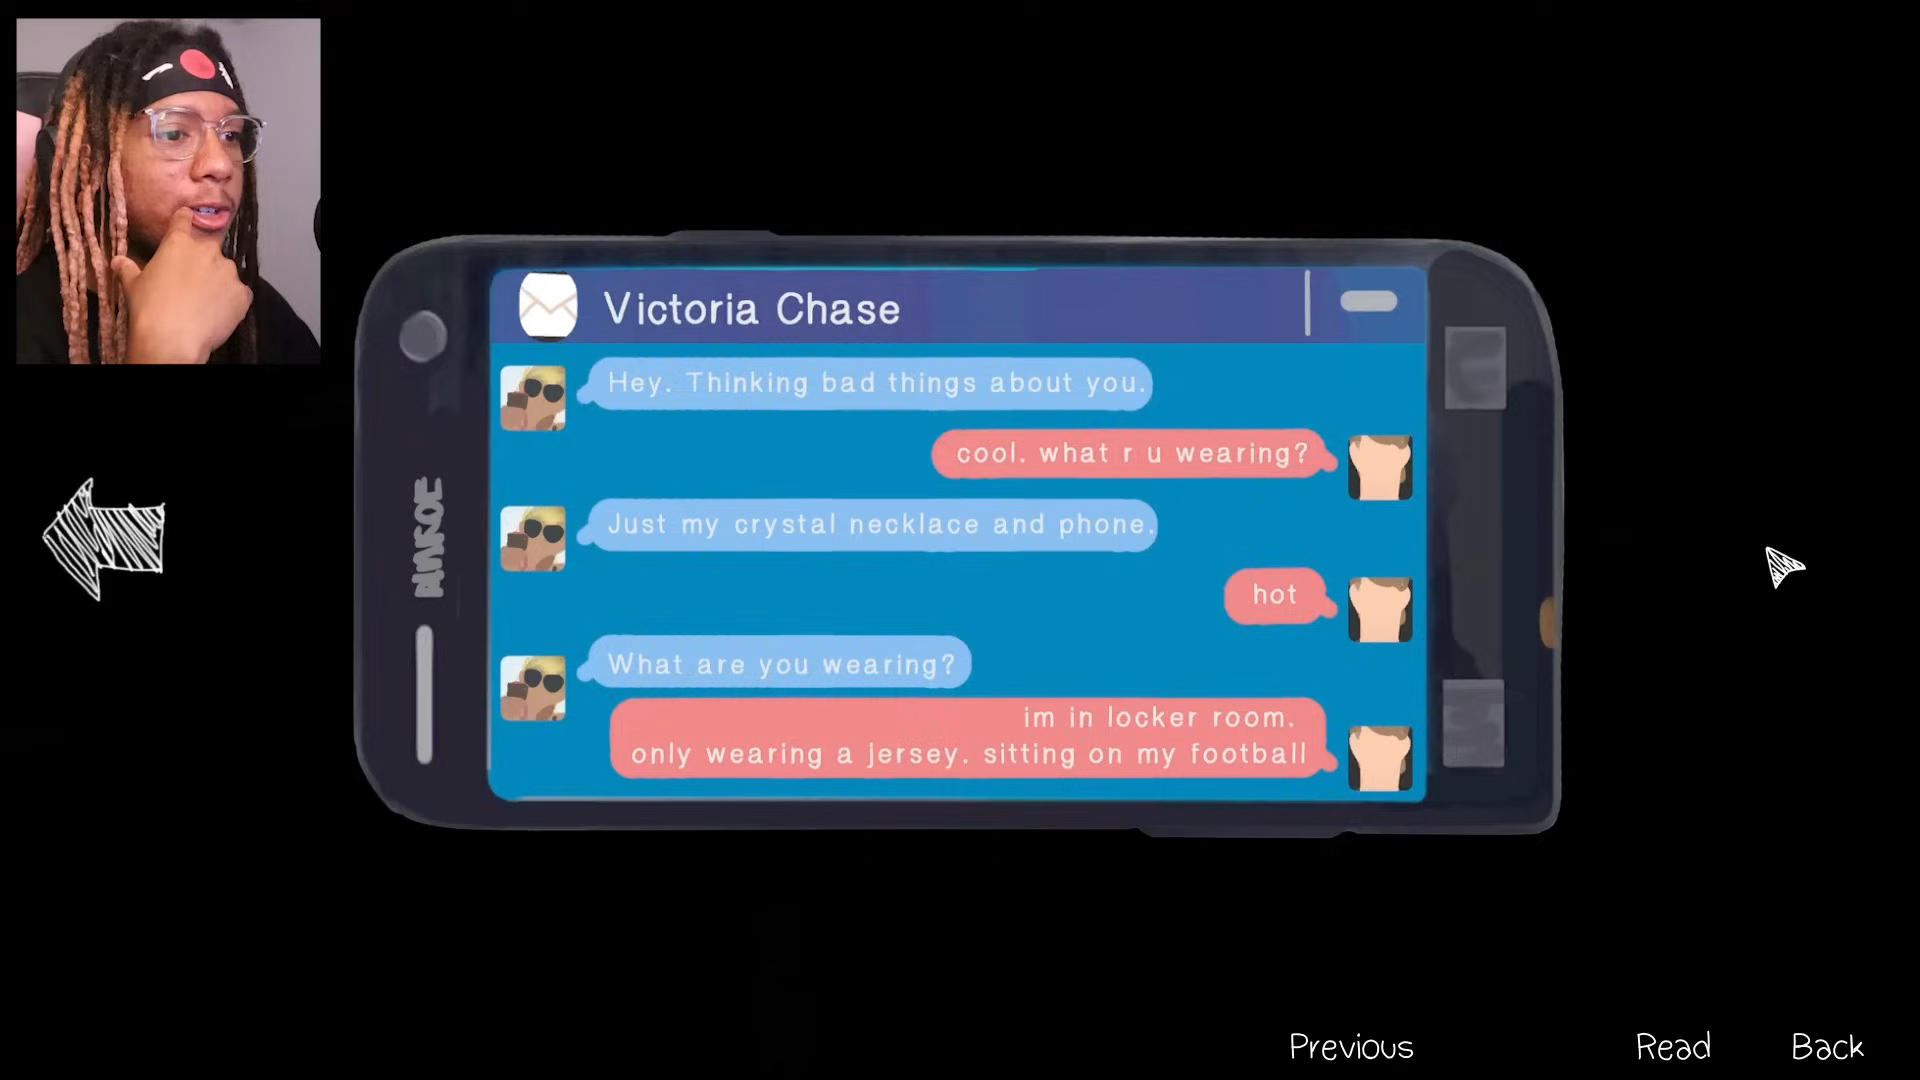 Victoria Chase
Hey. Thinking bad things about you.
cool. what r u wearing?
Just my crystal necklace and phone.
hot
What are you wearing?
im in locker room.
only wearing a jersey. sitting on my football
Previous
Read
Back